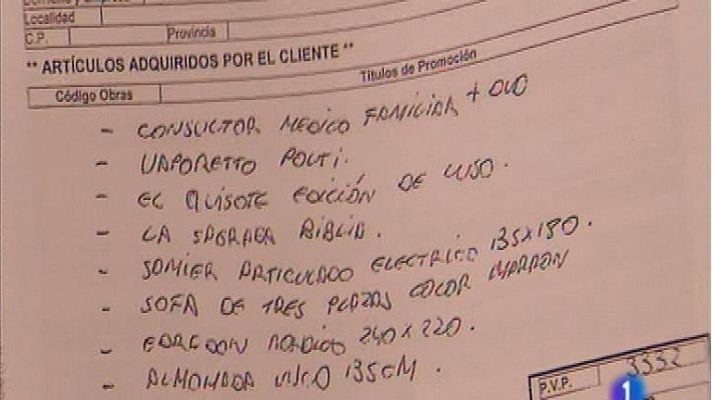 Localidad
C.P. Provincia
** ARTÍCULOS ADQUIRIDOS POR EL CLIENTE **
Código Obras Títulos de Promoción
- CONSULTOR MEDICO FAMILIAR + DVD
- VAPORETTO POLTI.
- EL QUIJOTE EDICIÓN DE LUJO.
- LA SAGRADA BIBLIA.
- SOMIER ARTICULADO ELECTRICO 135X180.
- SOFA DE TRES PLAZAS COLOR MARRON
- EDREDON NORDICO 240 X 220.
- ALMOHADA VISCO 135CM.
P.V.P. 3332
1